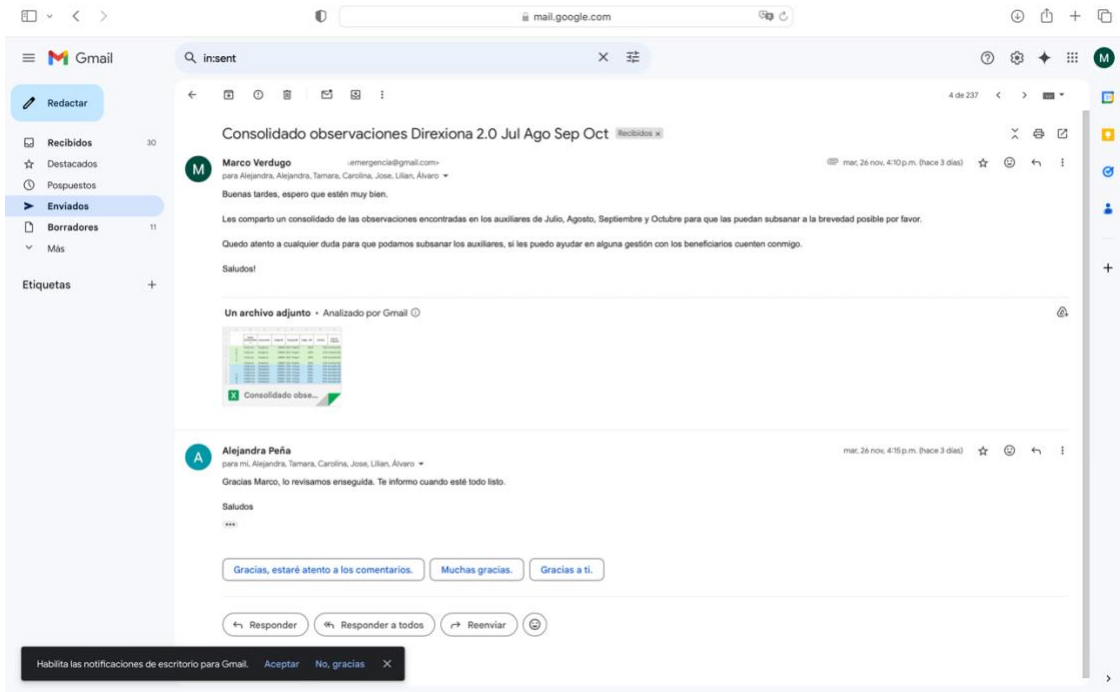 mail.google.com
Gmail
in:sent
M
Redactar
4 de 237
Recibidos 30
Destacados
Pospuestos
Enviados
Borradores 11
Más
Etiquetas
Consolidado observaciones Direxiona 2.0 Jul Ago Sep Oct Recibidos x
M
Marco Verdugo .emergencia@gmail.com>
mar, 26 nov, 4:10 p.m. (hace 3 días)
para Alejandra, Alejandra, Tamara, Carolina, Jose, Lilian, Álvaro
Buenas tardes, espero que estén muy bien.
Les comparto un consolidado de las observaciones encontradas en los auxiliares de Julio, Agosto, Septiembre y Octubre para que las puedan subsanar a la brevedad posible por favor.
Quedo atento a cualquier duda para que podamos subsanar los auxiliares, si les puedo ayudar en alguna gestión con los beneficiarios cuenten conmigo.
Saludos!
Un archivo adjunto • Analizado por Gmail
X Consolidado obse...
A
Alejandra Peña
mar, 26 nov, 4:15 p.m. (hace 3 días)
para mí, Alejandra, Tamara, Carolina, Jose, Lilian, Álvaro
Gracias Marco, lo revisamos enseguida. Te informo cuando esté todo listo.
Saludos
Gracias, estaré atento a los comentarios. Muchas gracias. Gracias a ti.
Responder Responder a todos Reenviar
Habilita las notificaciones de escritorio para Gmail. Aceptar No, gracias